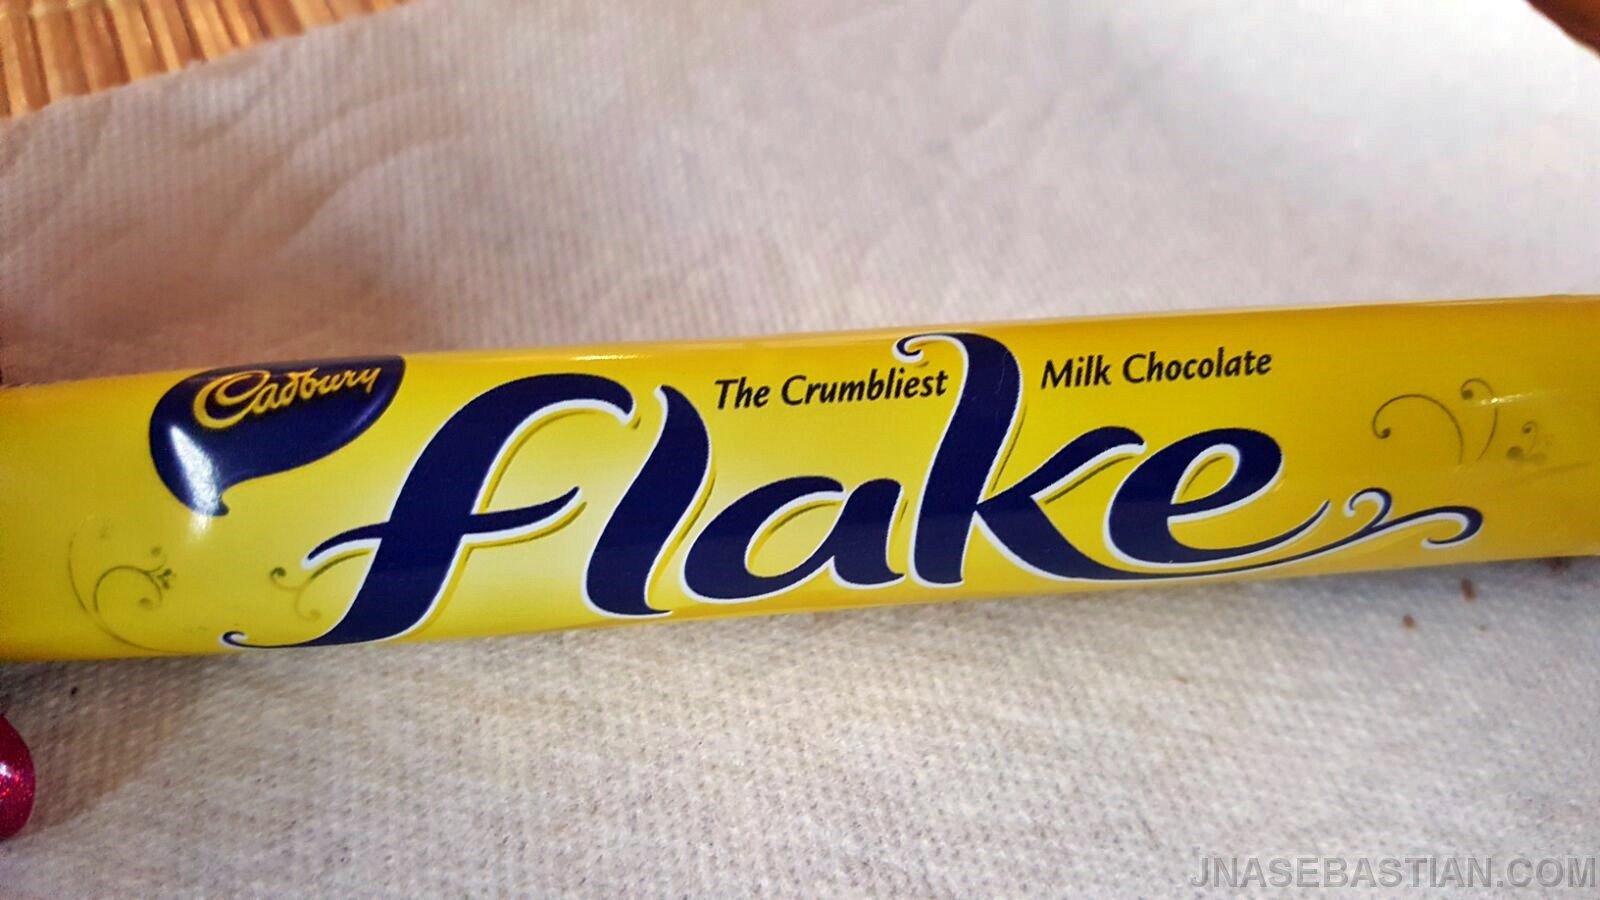 Cadbury
The Crumbliest Milk Chocolate
flake
JNASEBASTIAN.COM